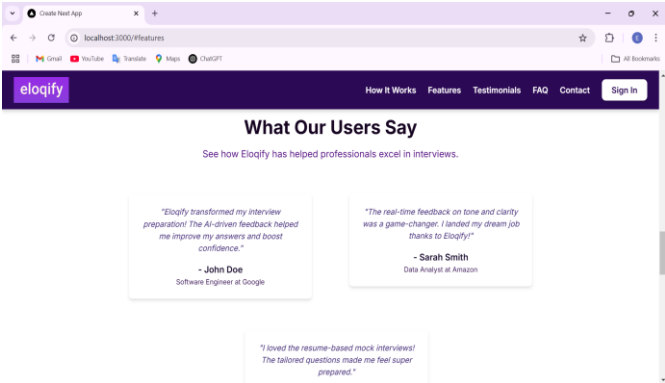 Create Next App
localhost:3000/#features
Gmail YouTube Translate Maps ChatGPT All Bookmarks
eloqify How It Works Features Testimonials FAQ Contact Sign In
What Our Users Say
See how Eloqify has helped professionals excel in interviews.
"Eloqify transformed my interview
preparation! The AI-driven feedback helped
me improve my answers and boost
confidence."
- John Doe
Software Engineer at Google
"The real-time feedback on tone and clarity
was a game-changer. I landed my dream job
thanks to Eloqify!"
- Sarah Smith
Data Analyst at Amazon
"I loved the resume-based mock interviews!
The tailored questions made me feel super
prepared."